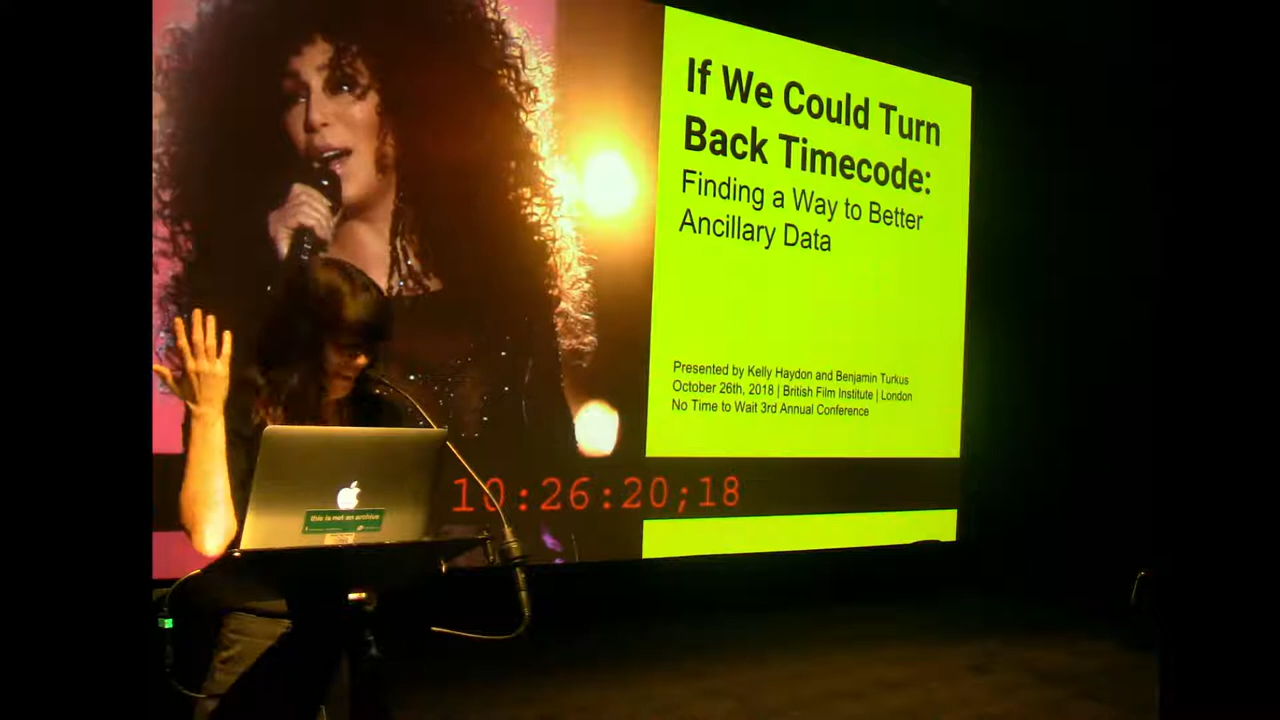 If We Could Turn
Back Timecode:
Finding a Way to Better
Ancillary Data
Presented by Kelly Haydon and Benjamin Turkus
October 26th, 2018 | British Film Institute | London
No Time to Wait 3rd Annual Conference
10:26:20;18
this is not an archive